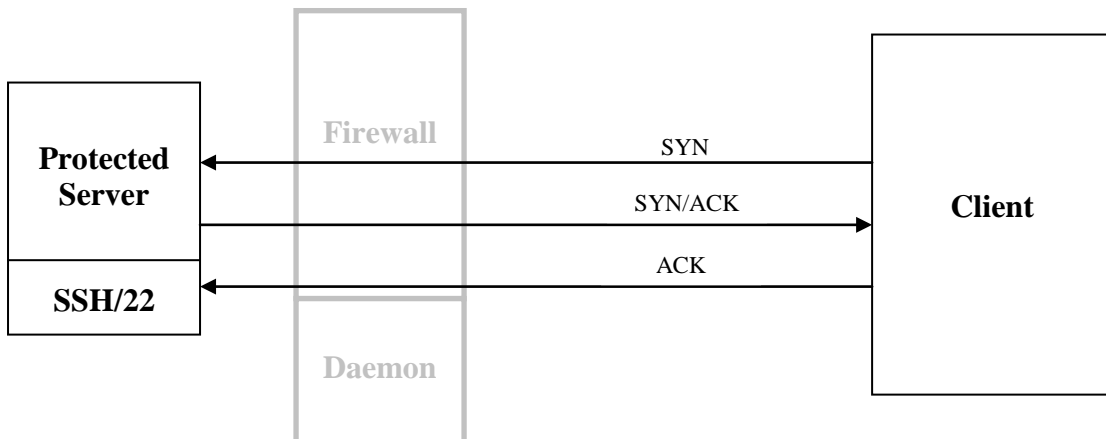 Firewall
Protected
Server
SSH/22
Daemon
SYN
SYN/ACK
ACK
Client